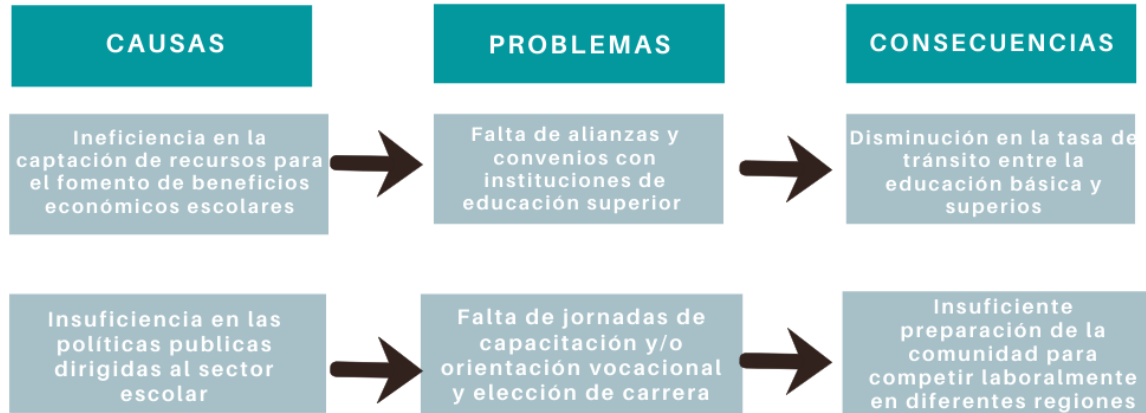 CAUSAS
PROBLEMAS
CONSECUENCIAS
Ineficiencia en la
captación de recursos para
el fomento de beneficios
económicos escolares
Falta de alianzas y
convenios con
instituciones de
educación superior
Disminución en la tasa de
tránsito entre la
educación básica y
superios
Insuficiencia en las
políticas publicas
dirigidas al sector
escolar
Falta de jornadas de
capacitación y/o
orientación vocacional
y elección de carrera
Insuficiente
preparación de la
comunidad para
competir laboralmente
en diferentes regiones